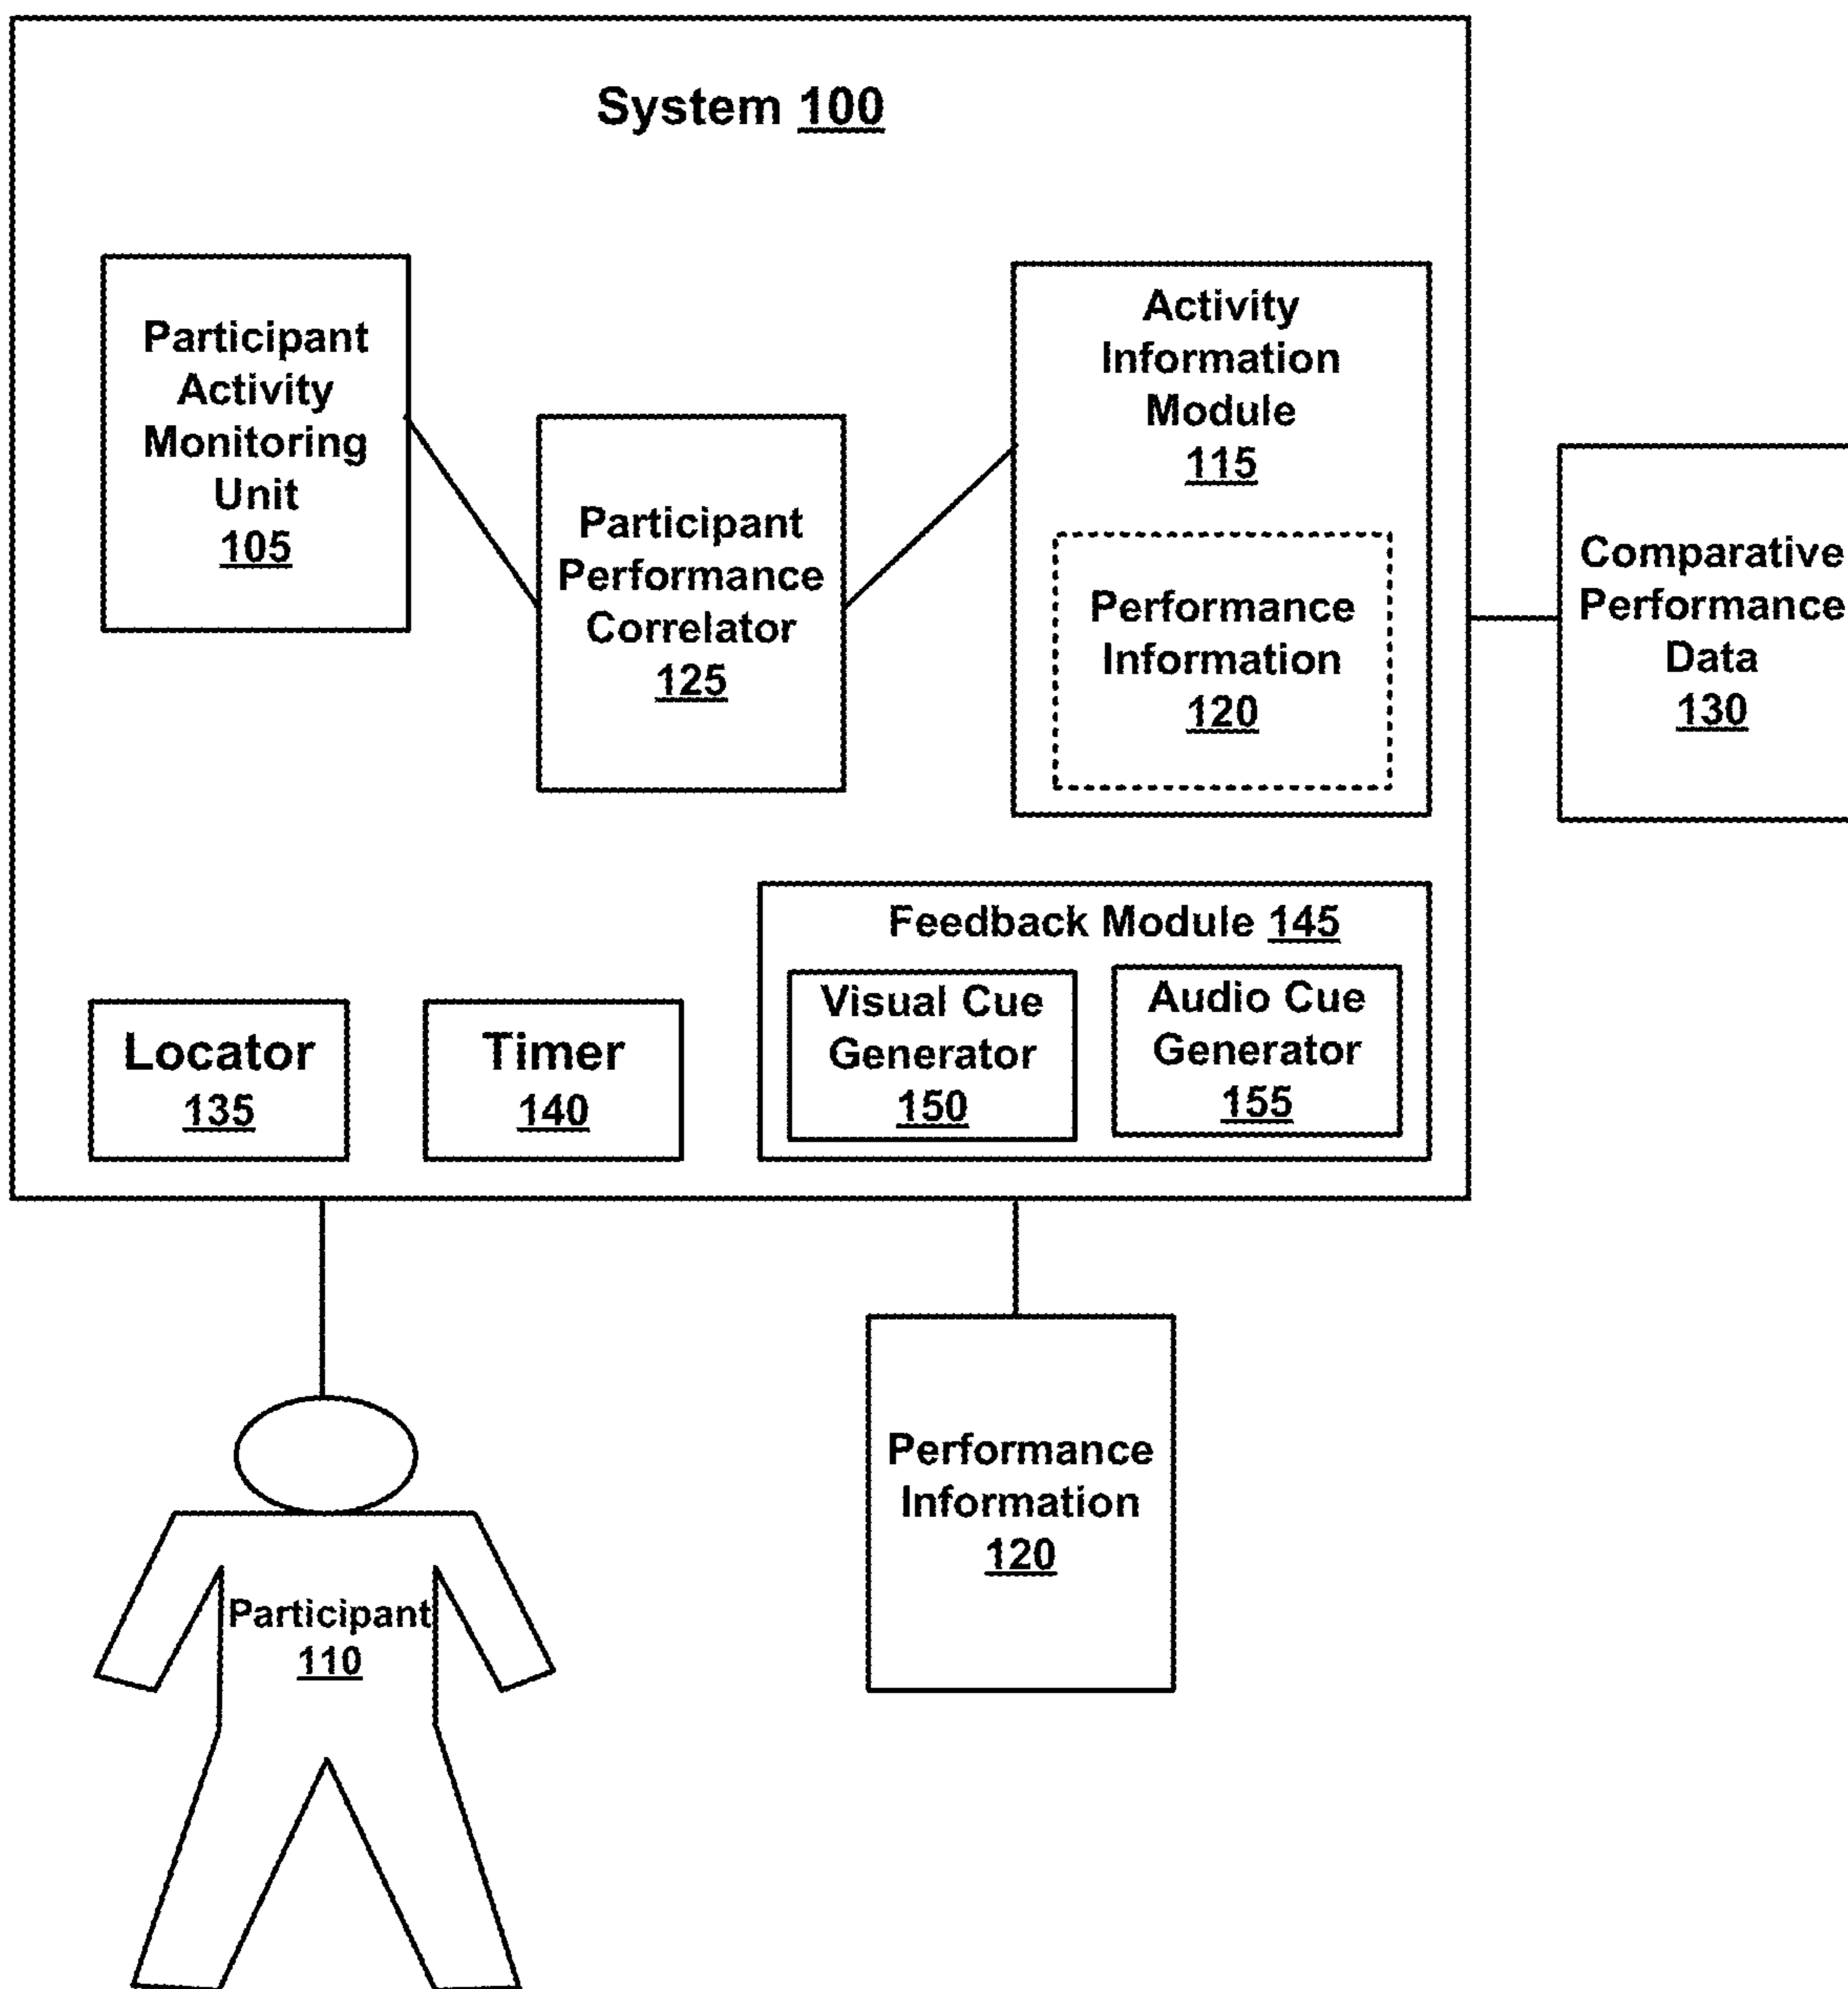 System 100
Participant
Activity
Monitoring
Unit
105
Participant
Performance
Correlator
125
Activity
Information
Module
115
Performance
Information
120
Comparative
Performance
Data
130
Locator
135
Timer
140
Feedback Module 145
Visual Cue
Generator
150
Audio Cue
Generator
155
Participant
110
Performance
Information
120